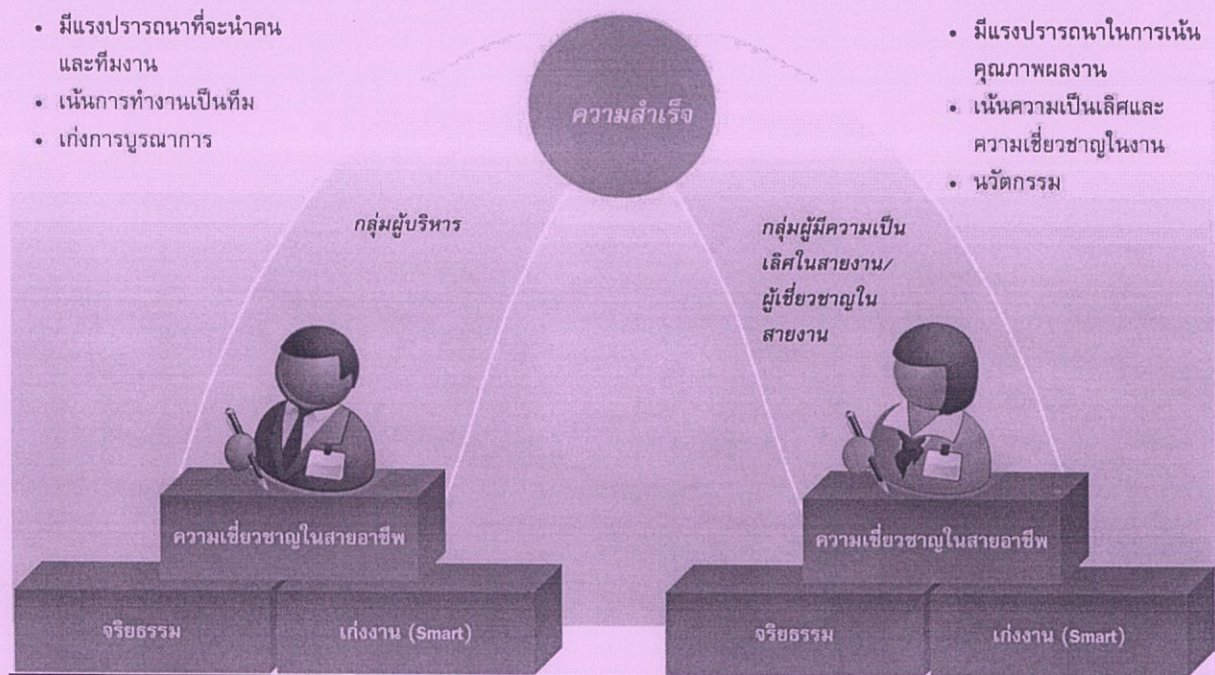 • มีแรงปรารถนาที่จะนำคน
และทีมงาน
• เน้นการทำงานเป็นทีม
• เก่งการบูรณาการ
ความสำเร็จ
• มีแรงปรารถนาในการเน้น
คุณภาพผลงาน
• เน้นความเป็นเลิศและ
ความเชี่ยวชาญในงาน
• นวัตกรรม
กลุ่มผู้บริหาร
กลุ่มผู้มีความเป็น
เลิศในสายงาน/
ผู้เชี่ยวชาญใน
สายงาน
ความเชี่ยวชาญในสายอาชีพ
จริยธรรม
เก่งงาน (Smart)
ความเชี่ยวชาญในสายอาชีพ
จริยธรรม
เก่งงาน (Smart)